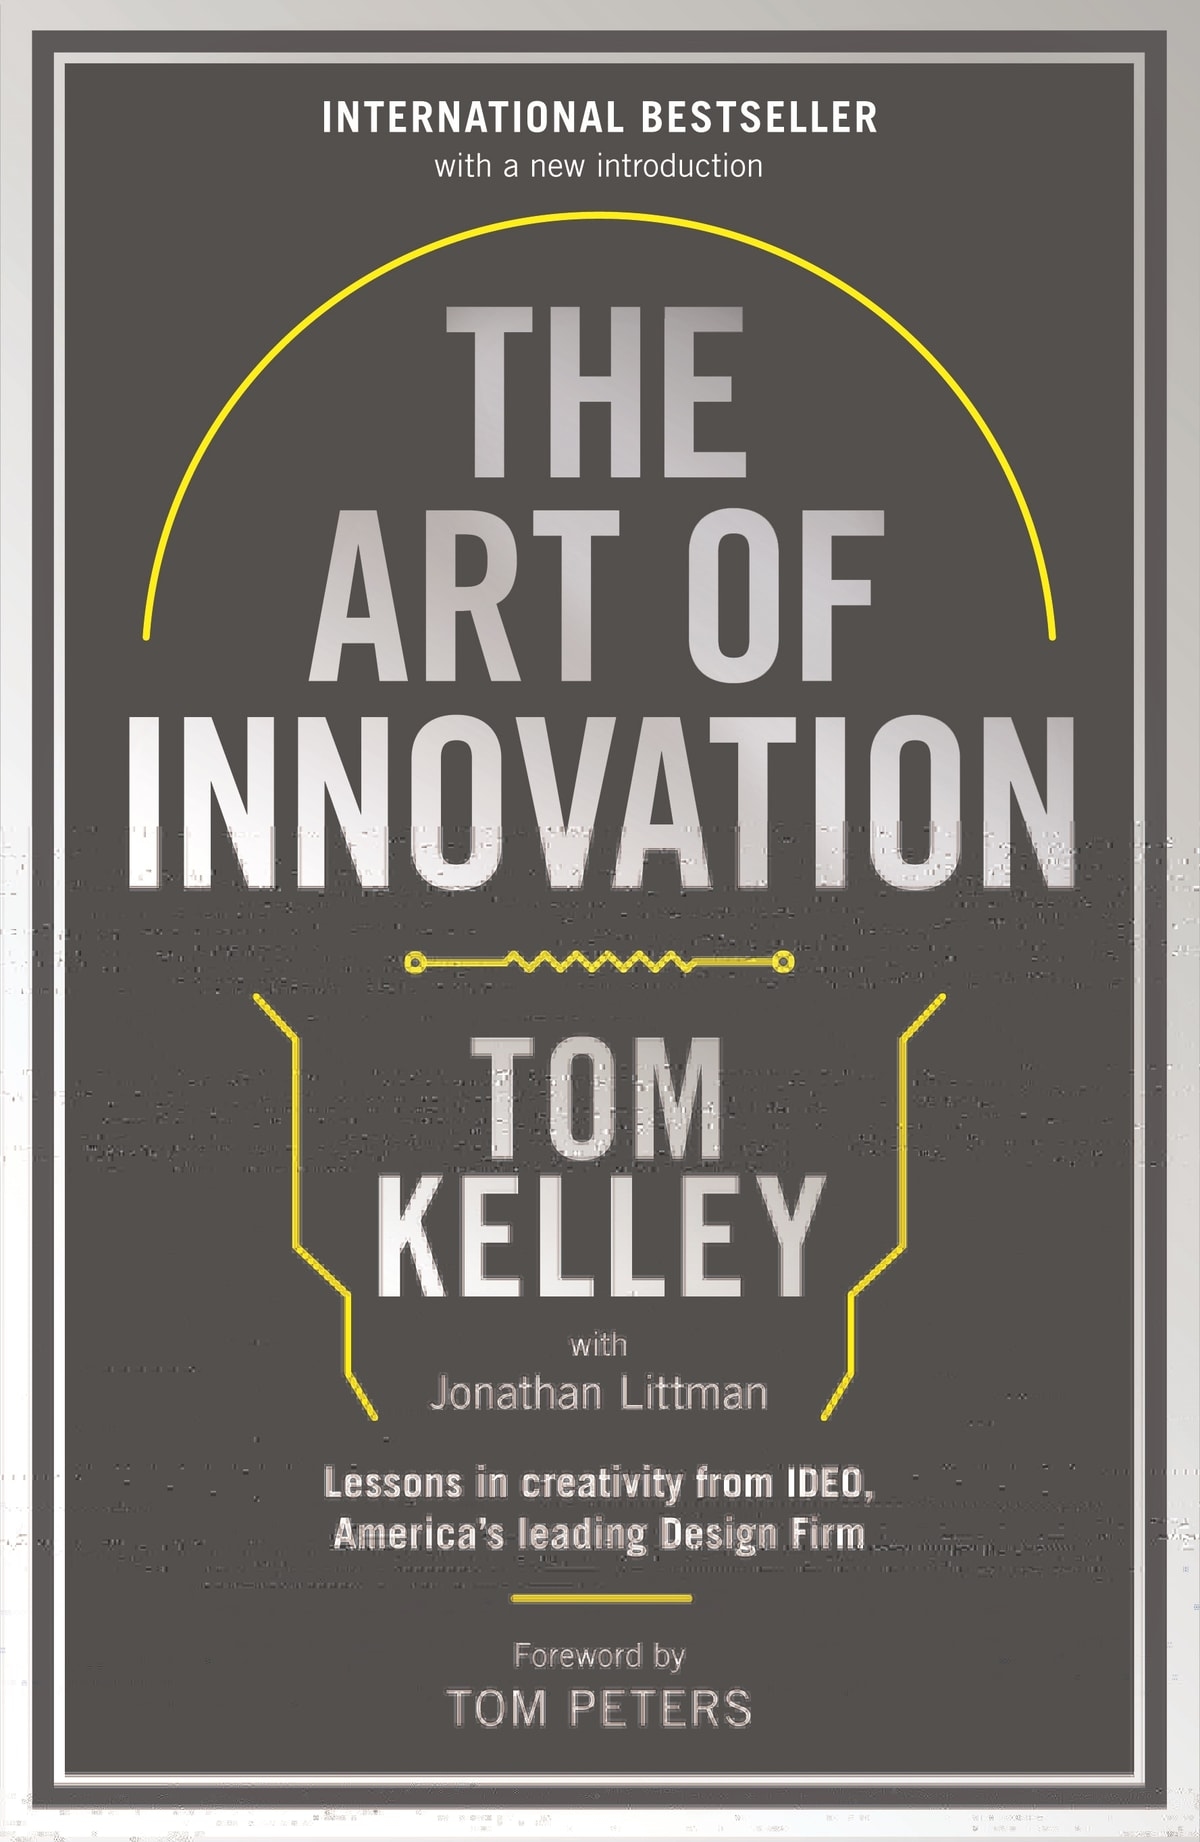 INTERNATIONAL BESTSELLER
with a new introduction
THE
ART OF
INNOVATION
TOM
KELLEY
with
Jonathan Littman
Lessons in creativity from IDEO,
America's leading Design Firm
Foreword by
TOM PETERS